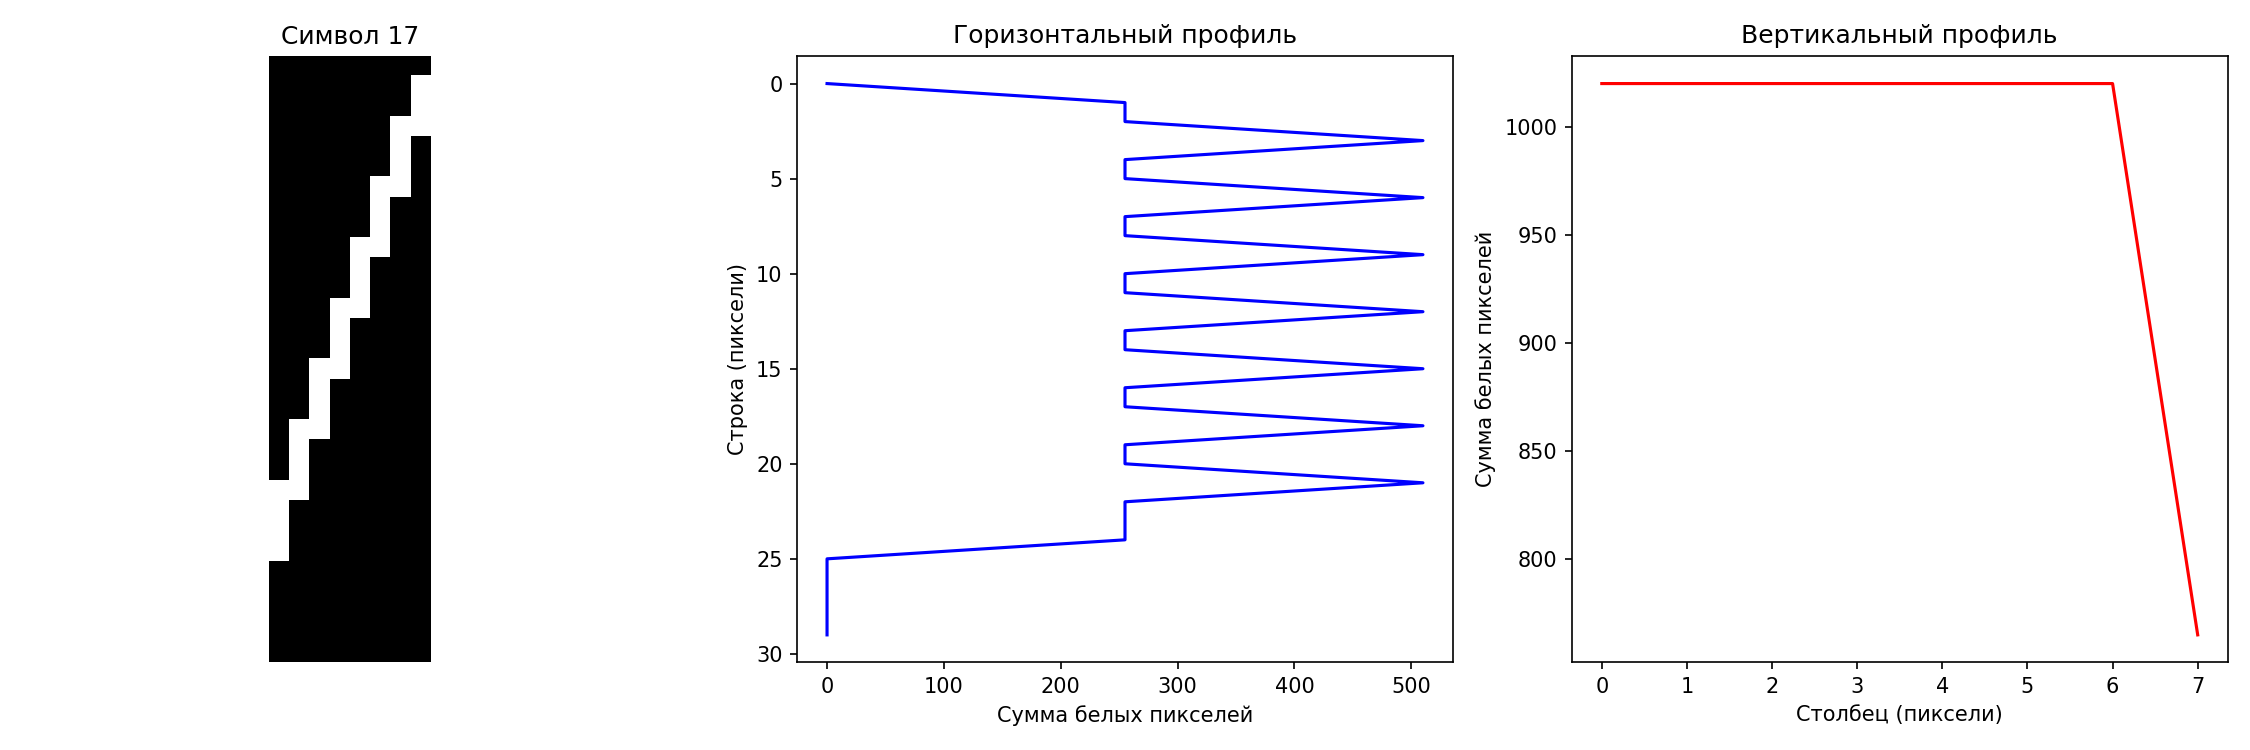 Символ 17
Горизонтальный профиль
Вертикальный профиль
0
5
10
15
20
25
30
Строка (пиксели)
0 100 200 300 400 500
Сумма белых пикселей
1000
950
900
850
800
Сумма белых пикселей
0 1 2 3 4 5 6 7
Столбец (пиксели)